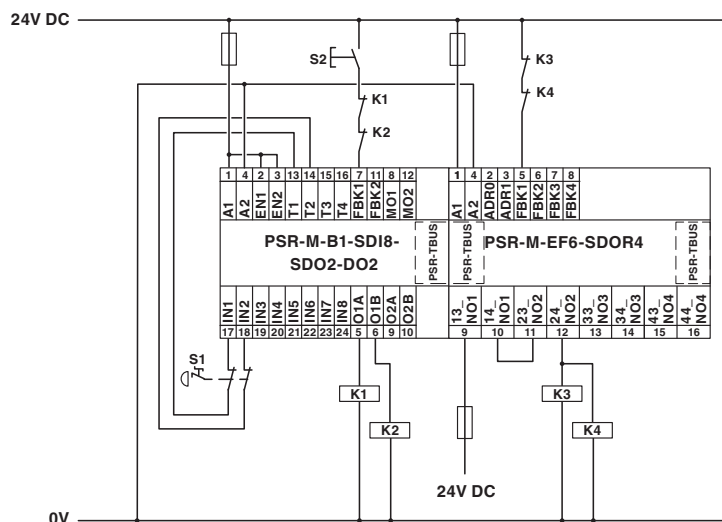 24V DC
S2
K1
K2
K3
K4
1 4 2 3 13 14 15 16 7 11 8 12
1 4 2 3 5 6 7 8
A1 A2 EN1 EN2 T1 T2 T3 T4 FBK1 FBK2 MO1 MO2
A1 A2 ADR0 ADR1 FBK1 FBK2 FBK3 FBK4
PSR-M-B1-SDI8-
SDO2-DO2
PSR-TBUS
PSR-TBUS
PSR-M-EF6-SDOR4
PSR-TBUS
IN1 IN2 IN3 IN4 IN5 IN6 IN7 IN8 O1A O1B O2A O2B
13_NO1 14_NO1 23_NO2 24_NO2 33_NO3 34_NO3 43_NO4 44_NO4
17 18 19 20 21 22 23 24 5 6 9 10
9 10 11 12 13 14 15 16
S1
K1
K2
K3
K4
24V DC
0V